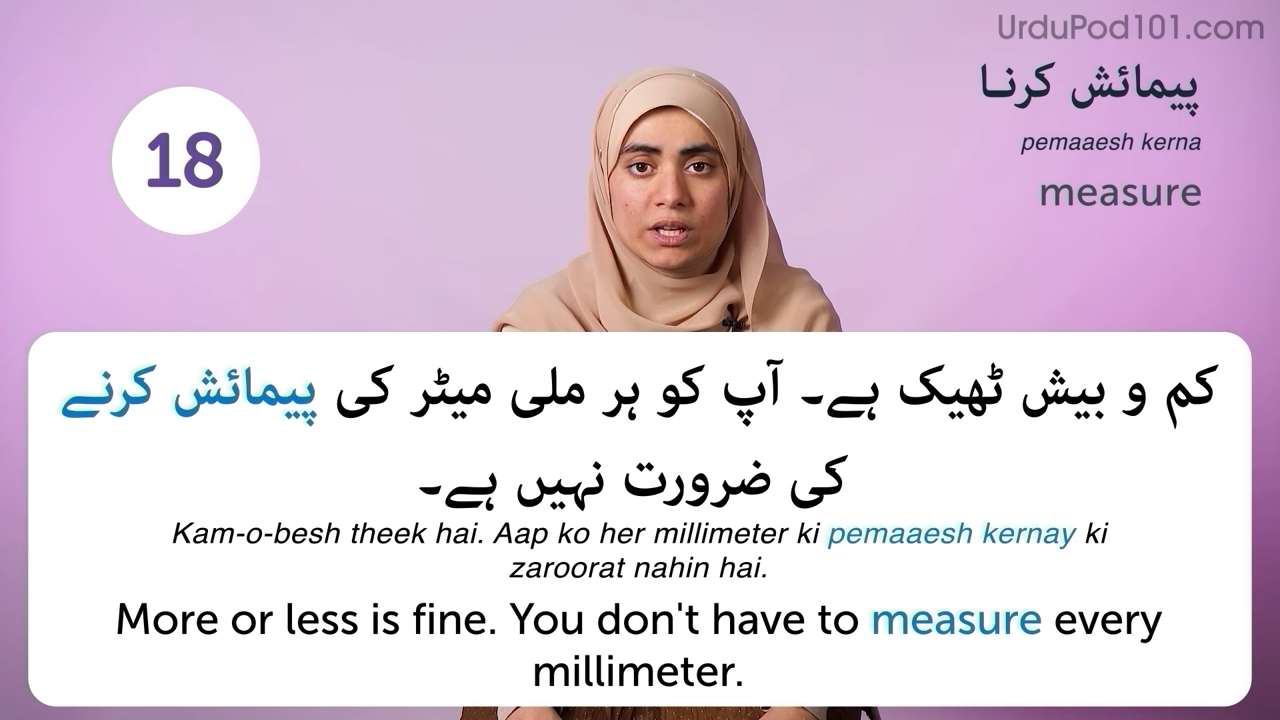 UrduPod101.com
18
پیمائش کرنا
pemaaesh kerna
measure
کم و بیش ٹھیک ہے۔ آپ کو ہر ملی میٹر کی پیمائش کرنے
کی ضرورت نہیں ہے۔
Kam-o-besh theek hai. Aap ko her millimeter ki pemaaesh kernay ki
zaroorat nahin hai.
More or less is fine. You don't have to measure every
millimeter.